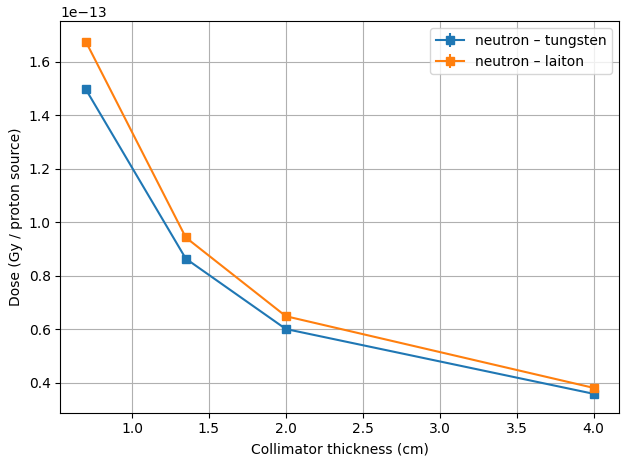 1e−13
neutron – tungsten
neutron – laiton
1.6
1.4
1.2
1.0
0.8
0.6
0.4
Dose (Gy / proton source)
1.0 1.5 2.0 2.5 3.0 3.5 4.0
Collimator thickness (cm)